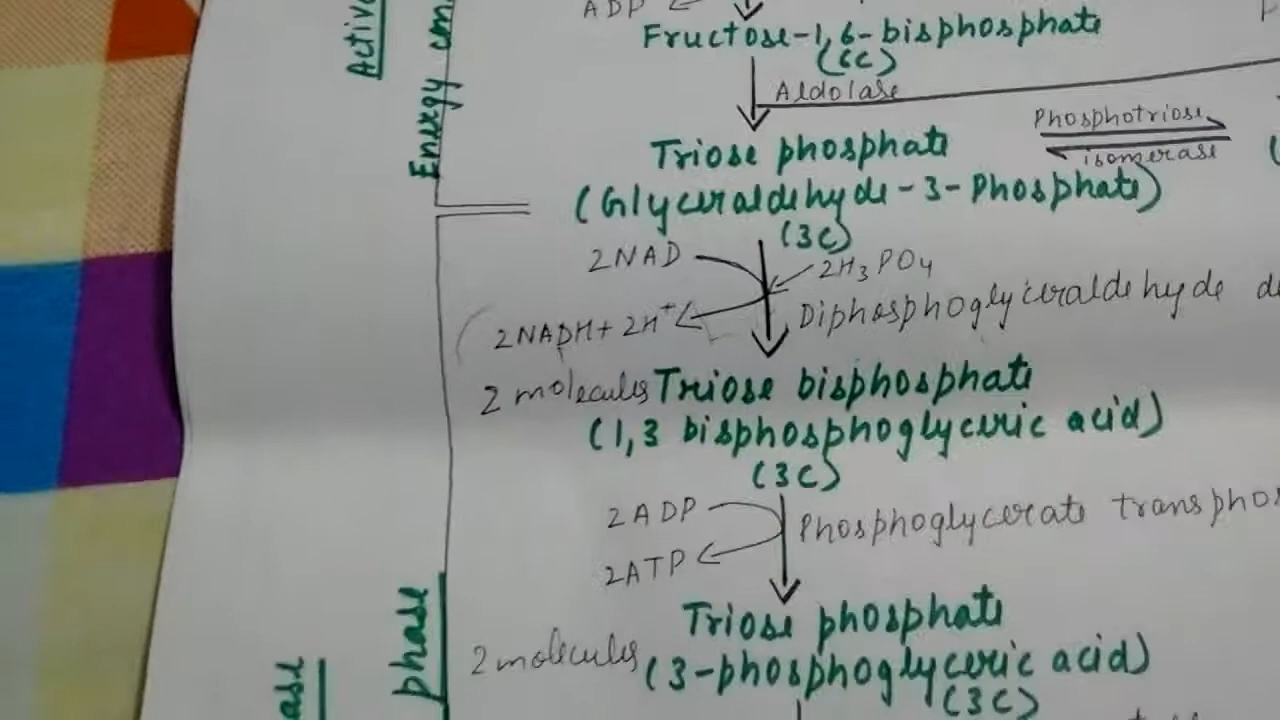 ADP
Fructose-1,6-bisphosphate
(6C)
Aldolase
Phosphotriose
isomerase
Triose phosphate
(Glyceraldehyde-3-Phosphate)
(3C)
2NAD
2H3PO4
2NADH+ 2H+
Diphosphoglyceraldehyde
2 molecules Triose bisphosphate
(1,3 bisphosphoglyceric acid)
(3C)
2ADP
Phosphoglycerate
2ATP
Triose phosphate
2 molecules (3-phosphoglyceric acid)
(3C)
Energy
phase